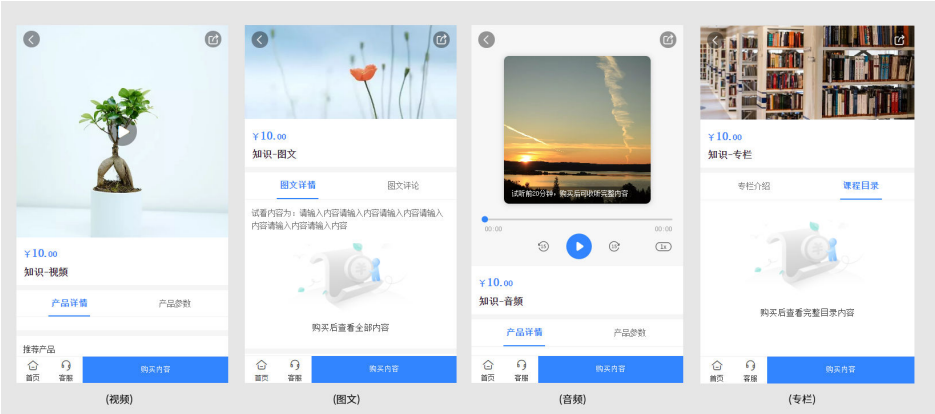 ¥10.00
知识-视频
产品详情
产品参数
推荐产品
首页
客服
购买内容
(视频)
¥10.00
知识-图文
图文详情
图文评论
试看内容为：请输入内容请输入内容请输入内容请输入
内容请输入内容请输入内容
购买后查看全部内容
首页
客服
购买内容
(图文)
试听前20分钟，购买后可收听完整内容
00:00
00:00
15
15
1x
¥10.00
知识-音频
产品详情
产品参数
首页
客服
购买内容
(音频)
¥10.00
知识-专栏
专栏介绍
课程目录
购买后查看完整目录内容
首页
客服
购买内容
(专栏)